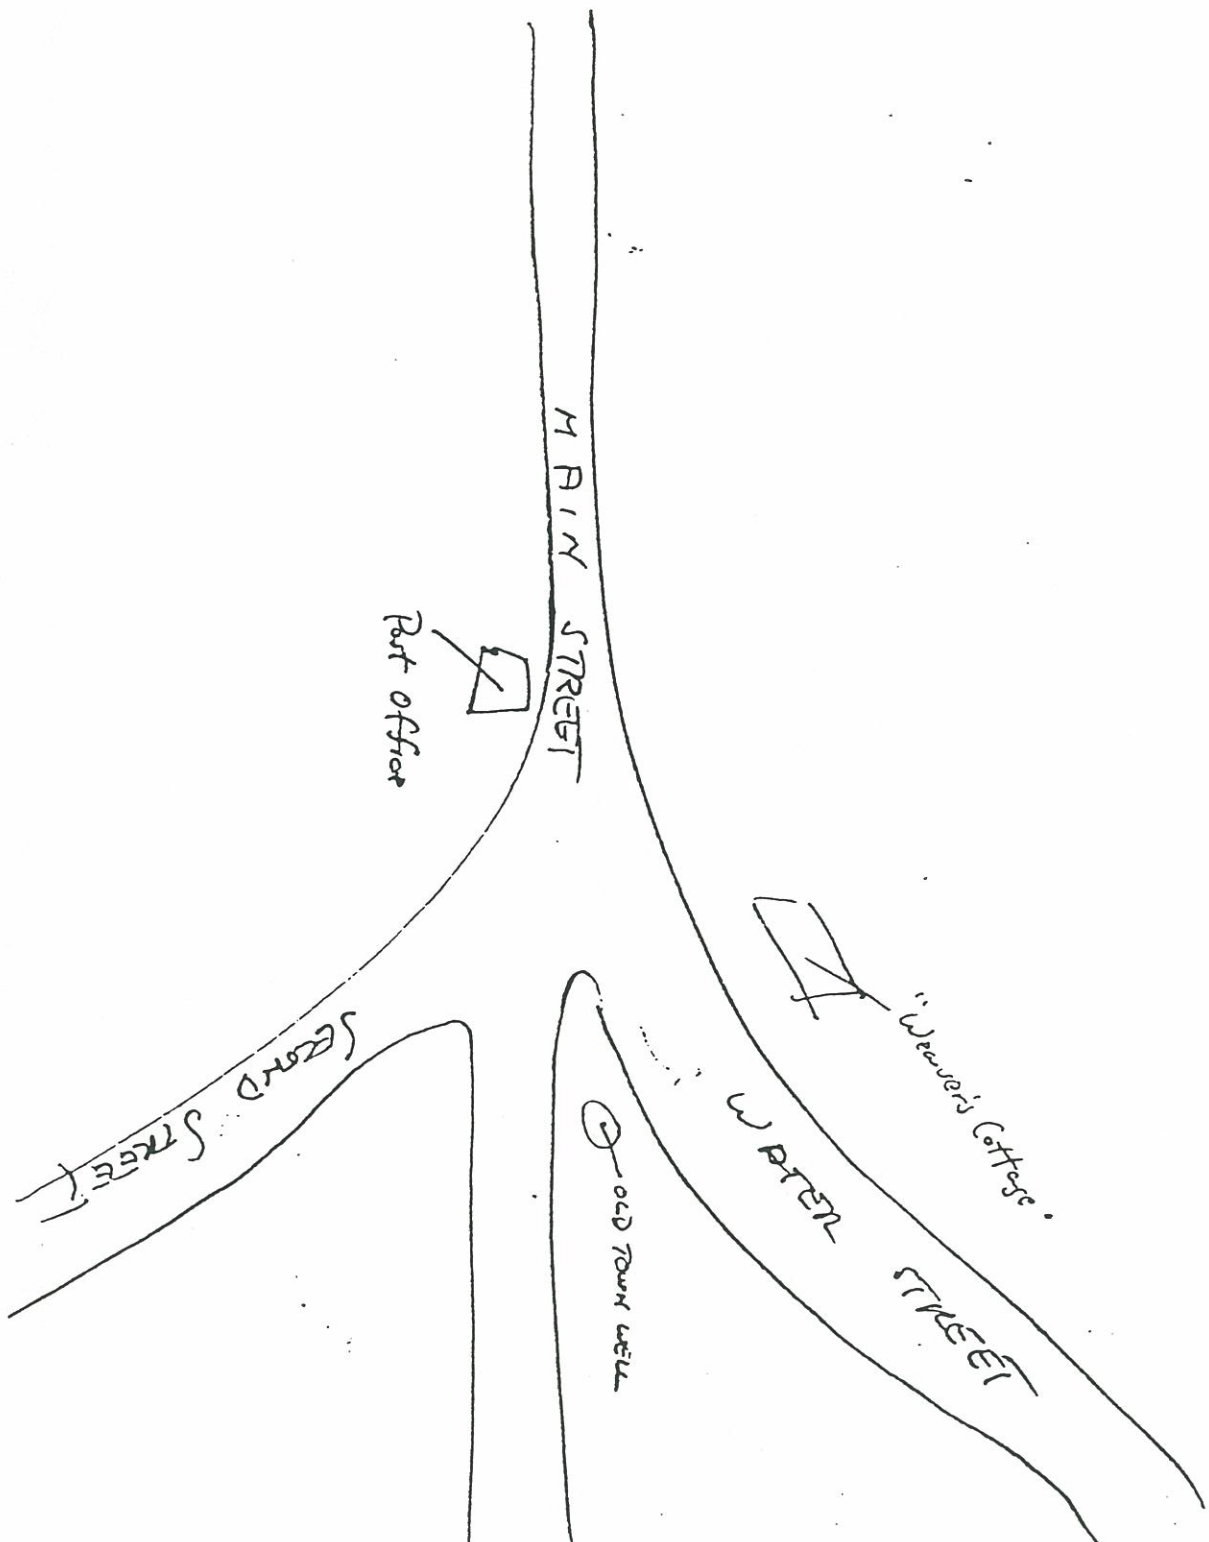 MAIN STREET
Post Office
"Weaver's Cottage"
SECOND STREET
WATER STREET
OLD TOWN WELL